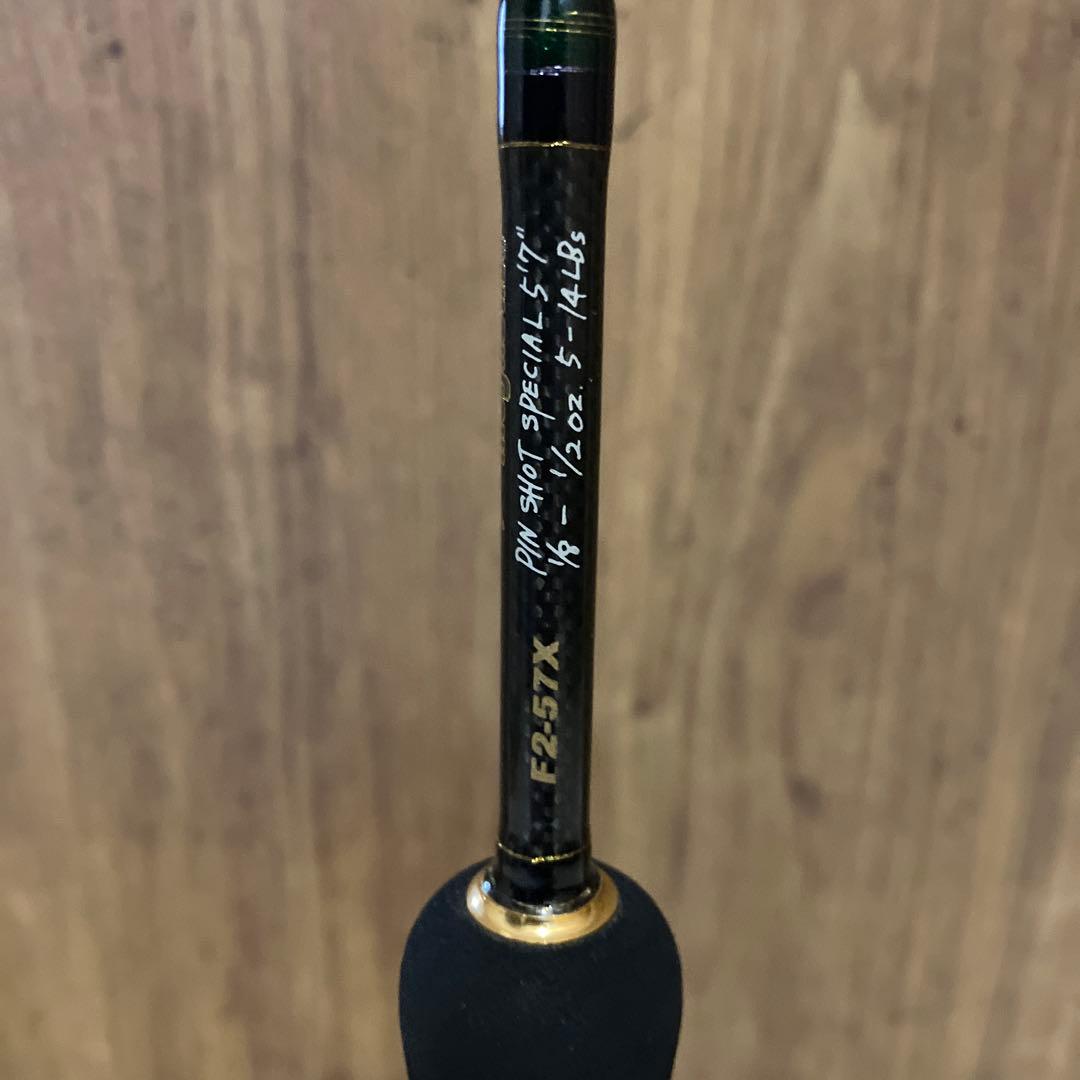 PIN SHOT SPECIAL 5'7"
1/8 - 1/2 OZ. 5-14 LBs
F2-57X